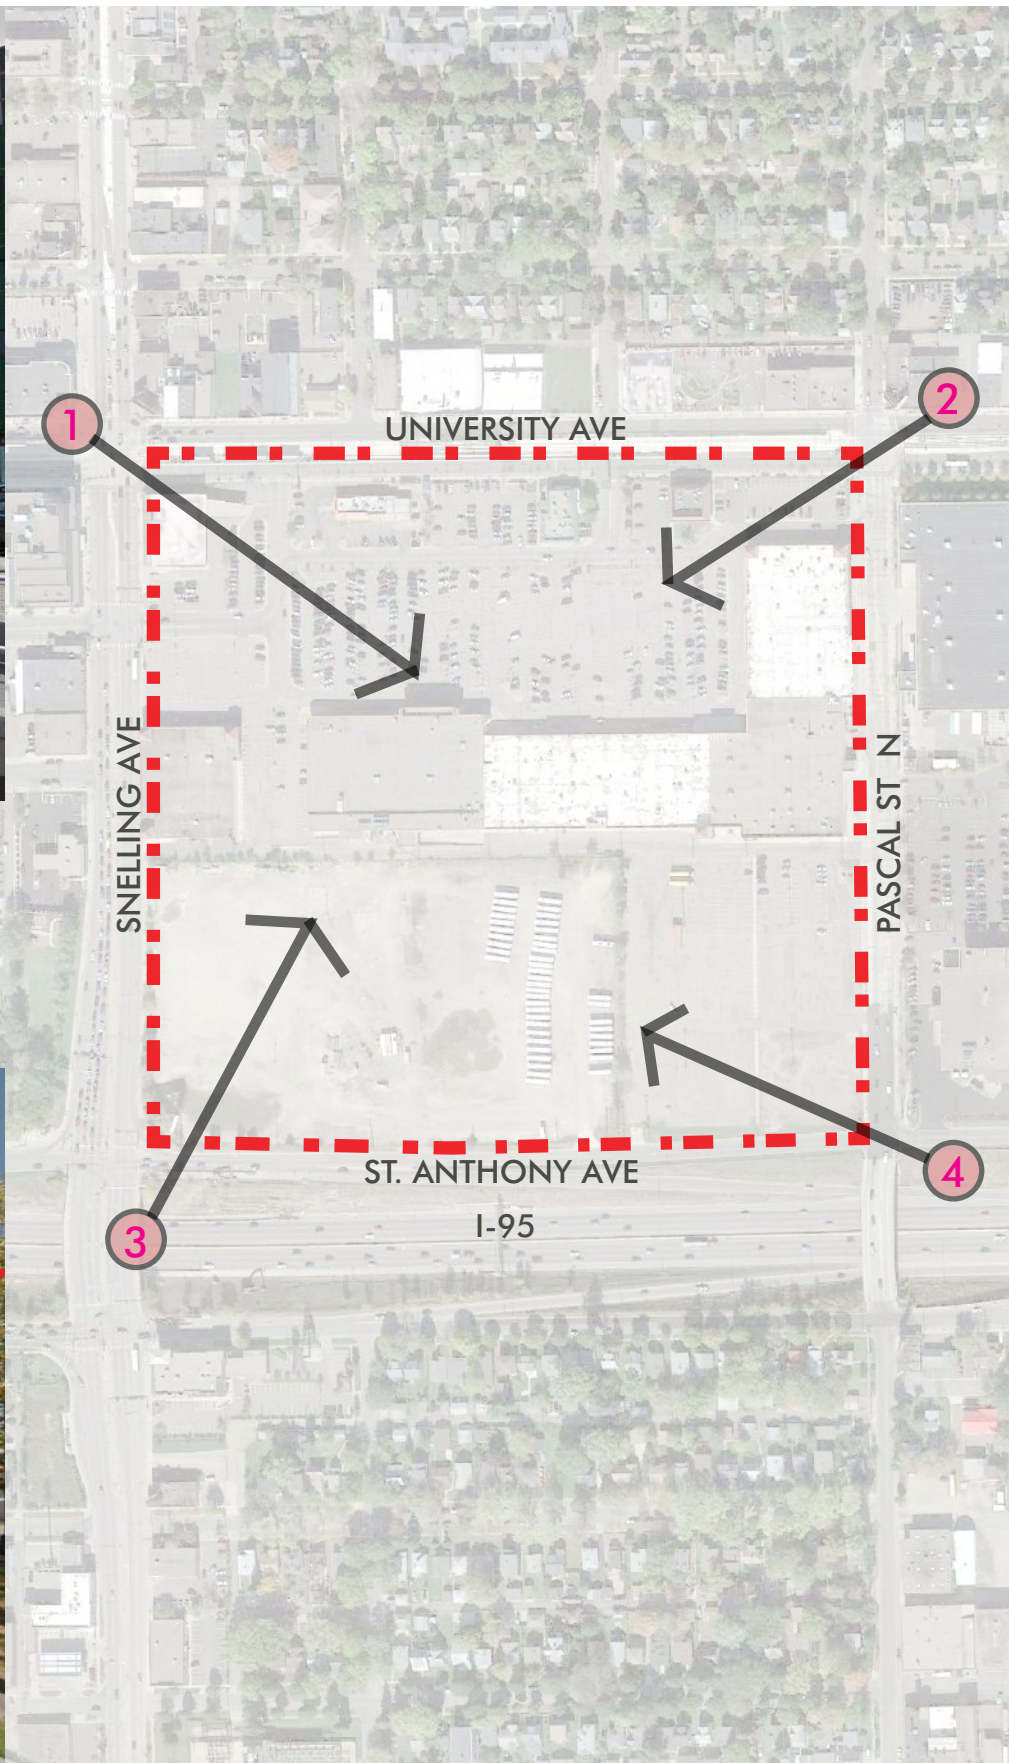 1
2
UNIVERSITY AVE
SNELLING AVE
PASCAL ST N
ST. ANTHONY AVE
4
3
I-95